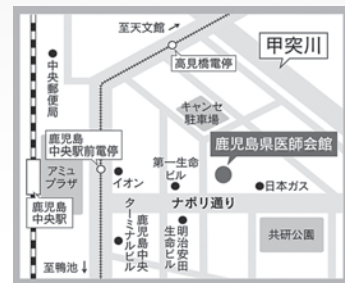 至天文館
甲突川
高見橋電停
中央郵便局
キャンセ
駐車場
鹿児島
中央駅前電停
鹿児島県医師会館
第一生命
ビル
アミュ
プラザ
イオン
日本ガス
鹿児島
中央駅
ナポリ通り
鹿児島中央
ターミナルビル
明治安田
生命ビル
共研公園
至鴨池